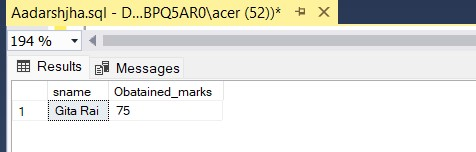 Aadarshjha.sql - D...BPQ5AR0\acer (52))*
194 %
Results Messages
sname Obatained_marks
1 Gita Rai 75